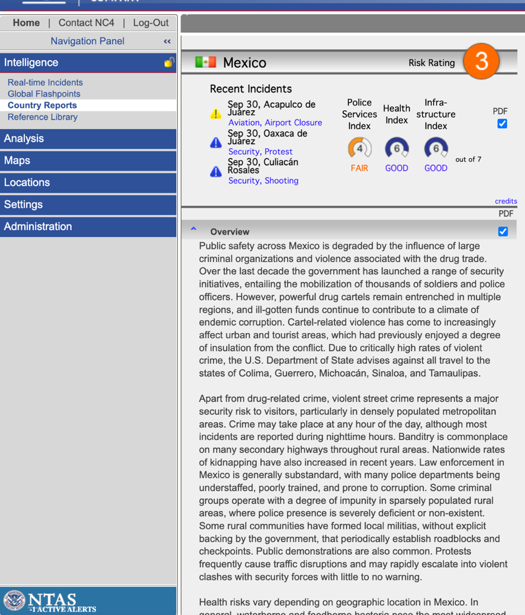 COMPANY
Home | Contact NC4 | Log-Out
Navigation Panel <<
Intelligence
Real-time Incidents
Global Flashpoints
Country Reports
Reference Library
Analysis
Maps
Locations
Settings
Administration
NTAS
ACTIVE ALERTS
Mexico
Risk Rating 3
Recent Incidents
Sep 30, Acapulco de
Juárez
Aviation, Airport Closure
Sep 30, Oaxaca de
Juárez
Security, Protest
Sep 30, Culiacán
Rosales
Security, Shooting
Police
Services
Index
4
FAIR
Health
Index
6
GOOD
Infra-
structure
Index
6
GOOD
out of 7
PDF
credits
PDF
Overview
Public safety across Mexico is degraded by the influence of large
criminal organizations and violence associated with the drug trade.
Over the last decade the government has launched a range of security
initiatives, entailing the mobilization of thousands of soldiers and police
officers. However, powerful drug cartels remain entrenched in multiple
regions, and ill-gotten funds continue to contribute to a climate of
endemic corruption. Cartel-related violence has come to increasingly
affect urban and tourist areas, which had previously enjoyed a degree
of insulation from the conflict. Due to critically high rates of violent
crime, the U.S. Department of State advises against all travel to the
states of Colima, Guerrero, Michoacán, Sinaloa, and Tamaulipas.
Apart from drug-related crime, violent street crime represents a major
security risk to visitors, particularly in densely populated metropolitan
areas. Crime may take place at any hour of the day, although most
incidents are reported during nighttime hours. Banditry is commonplace
on many secondary highways throughout rural areas. Nationwide rates
of kidnapping have also increased in recent years. Law enforcement in
Mexico is generally substandard, with many police departments being
understaffed, poorly trained, and prone to corruption. Some criminal
groups operate with a degree of impunity in sparsely populated rural
areas, where police presence is severely deficient or non-existent.
Some rural communities have formed local militias, without explicit
backing by the government, that periodically establish roadblocks and
checkpoints. Public demonstrations are also common. Protests
frequently cause traffic disruptions and may rapidly escalate into violent
clashes with security forces with little to no warning.
Health risks vary depending on geographic location in Mexico. In
general, waterborne and foodborne bacteria pose the most widespread